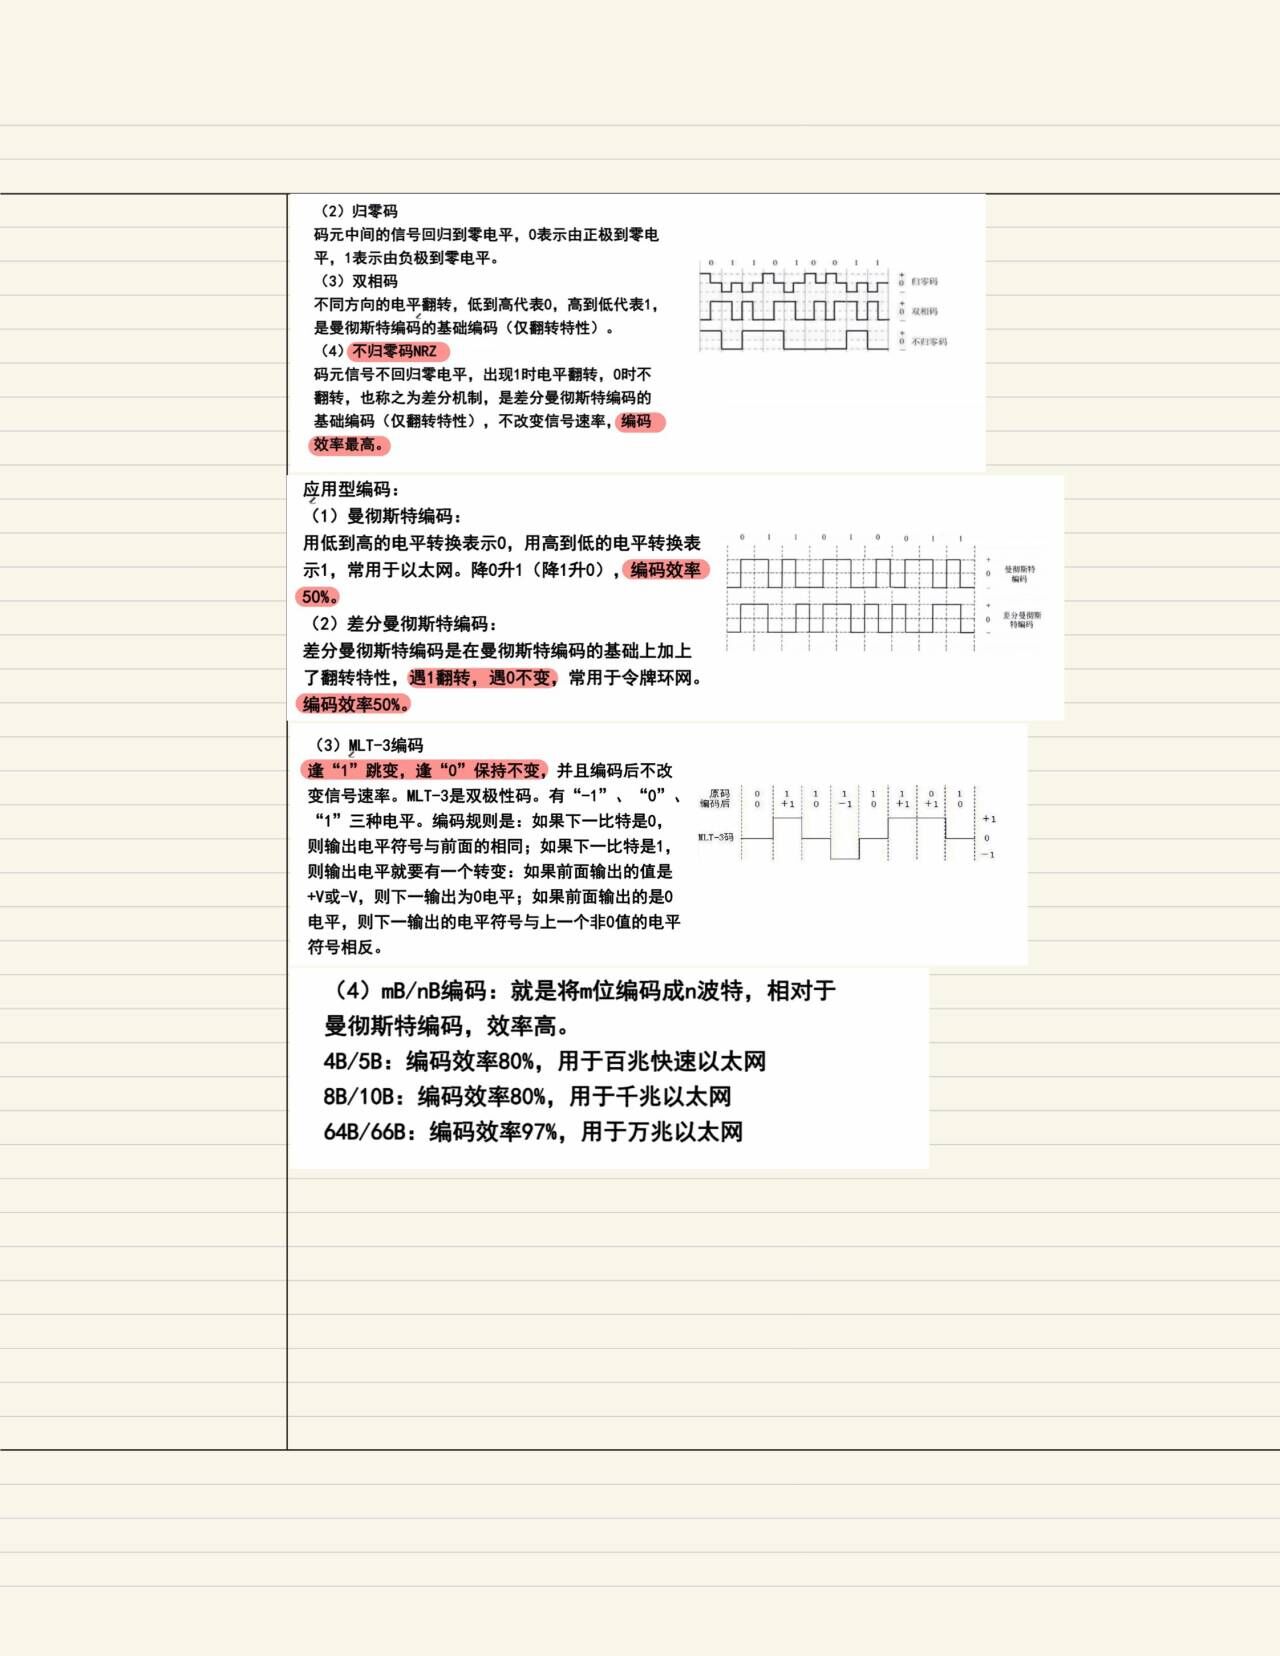 （2）归零码
码元中间的信号回归到零电平，0表示由正极到零电
平，1表示由负极到零电平。
（3）双相码
不同方向的电平翻转，低到高代表0，高到低代表1，
是曼彻斯特编码的基础编码（仅翻转特性）。
（4）不归零码NRZ
码元信号不回归零电平，出现1时电平翻转，0时不
翻转，也称之为差分机制，是差分曼彻斯特编码的
基础编码（仅翻转特性），不改变信号速率，编码
效率最高。
0 1 1 0 1 0 0 1 1
+
0 归零码
−
+
0 双相码
−
+
0 不归零码
−
应用型编码：
（1）曼彻斯特编码：
用低到高的电平转换表示0，用高到低的电平转换表
示1，常用于以太网。降0升1（降1升0），编码效率
50%。
（2）差分曼彻斯特编码：
差分曼彻斯特编码是在曼彻斯特编码的基础上加上
了翻转特性，遇1翻转，遇0不变，常用于令牌环网。
编码效率50%。
0 1 1 0 1 0 0 1 1
+
0
−
曼彻斯特
编码
+
0
−
差分曼彻斯
特编码
（3）MLT-3编码
逢“1”跳变，逢“0”保持不变，并且编码后不改
变信号速率。MLT-3是双极性码。有“-1”、“0”、
“1”三种电平。编码规则是：如果下一比特是0，
则输出电平符号与前面的相同；如果下一比特是1，
则输出电平就要有一个转变：如果前面输出的值是
+V或-V，则下一输出为0电平；如果前面输出的是0
电平，则下一输出的电平符号与上一个非0值的电平
符号相反。
原码 0 1 1 1 1 1 0 1
编码后 0 +1 0 −1 0 +1 +1 0
MLT-3码
+1
0
−1
（4）mB/nB编码：就是将m位编码成n波特，相对于
曼彻斯特编码，效率高。
4B/5B：编码效率80%，用于百兆快速以太网
8B/10B：编码效率80%，用于千兆以太网
64B/66B：编码效率97%，用于万兆以太网